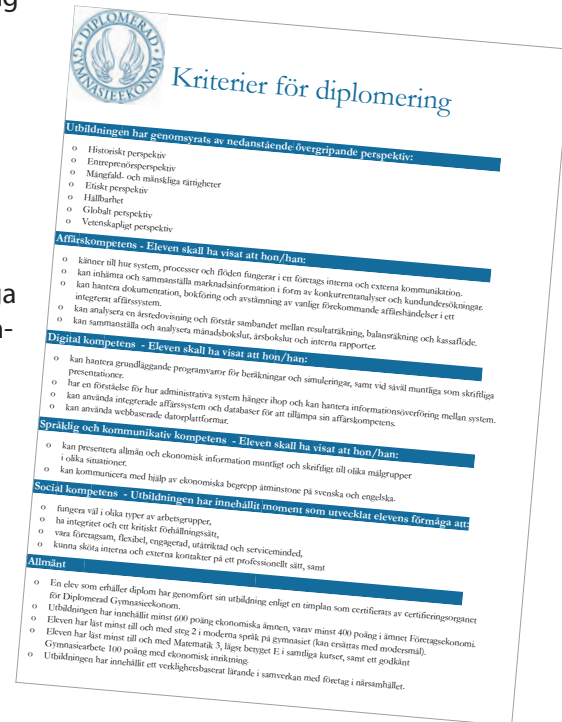 g
ga
n-
DIPLOMERAD
GYMNASIEEKONOM
Kriterier för diplomering
Utbildningen har genomsyrats av nedanstående övergripande perspektiv:
o Historiskt perspektiv
o Entreprenörsperspektiv
o Mångfald- och mänskliga rättigheter
o Etiskt perspektiv
o Hållbarhet
o Globalt perspektiv
o Vetenskapligt perspektiv
Affärskompetens - Eleven skall ha visat att hon/han:
o känner till hur system, processer och flöden fungerar i ett företags interna och externa kommunikation.
o kan inhämta och sammanställa marknadsinformation i form av konkurrentanalyser och kundundersökningar.
o kan hantera dokumentation, bokföring och avstämning av vanligt förekommande affärshändelser i ett
integrerat affärssystem.
o kan analysera en årsredovisning och förstår sambandet mellan resultaträkning, balansräkning och kassaflöde.
o kan sammanställa och analysera månadsbokslut, årsbokslut och interna rapporter.
Digital kompetens - Eleven skall ha visat att hon/han:
o kan hantera grundläggande programvaror för beräkningar och simuleringar, samt vid såväl muntliga som skriftliga
presentationer.
o har en förståelse för hur administrativa system hänger ihop och kan hantera informationsöverföring mellan system.
o kan använda integrerade affärssystem och databaser för att tillämpa sin affärskompetens.
o kan använda webbaserade datorplattformar.
Språklig och kommunikativ kompetens - Eleven skall ha visat att hon/han:
o kan presentera allmän och ekonomisk information muntligt och skriftligt till olika målgrupper
i olika situationer.
o kan kommunicera med hjälp av ekonomiska begrepp åtminstone på svenska och engelska.
Social kompetens - Utbildningen har innehållit moment som utvecklat elevens förmåga att:
o fungera väl i olika typer av arbetsgrupper,
o ha integritet och ett kritiskt förhållningssätt,
o vara företagsam, flexibel, engagerad, utåtriktad och serviceminded,
o kunna sköta interna och externa kontakter på ett professionellt sätt, samt
Allmänt
o En elev som erhåller diplom har genomfört sin utbildning enligt en timplan som certifierats av certifieringsorganet
för Diplomerad Gymnasieekonom.
o Utbildningen har innehållit minst 600 poäng ekonomiska ämnen, varav minst 400 poäng i ämnet Företagsekonomi.
o Eleven har läst minst till och med steg 2 i moderna språk på gymnasiet (kan ersättas med modersmål).
o Eleven har läst minst till och med Matematik 3, lägst betyget E i samtliga kurser, samt ett godkänt
Gymnasiearbete 100 poäng med ekonomisk inriktning.
o Utbildningen har innehållit ett verklighetsbaserat lärande i samverkan med företag i närsamhället.